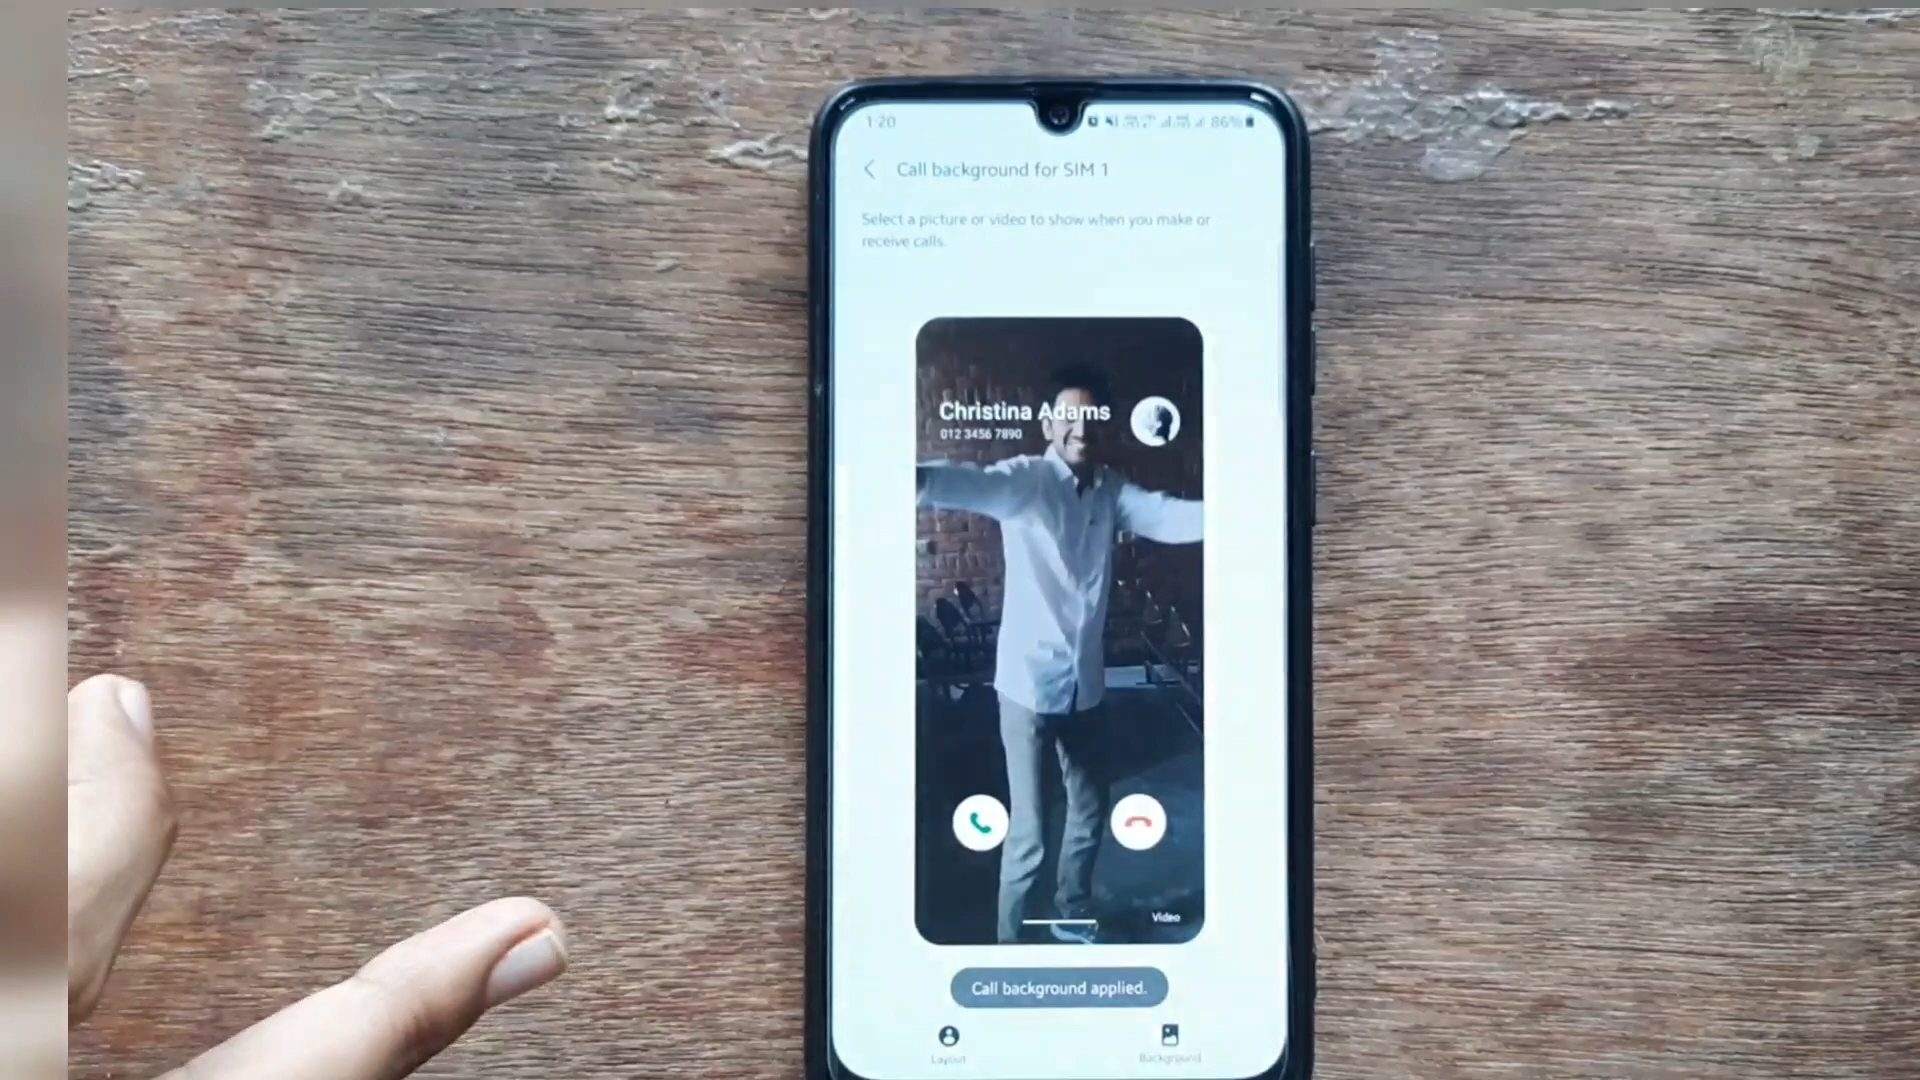 1:20
86%
Call background for SIM 1
Select a picture or video to show when you make or
receive calls.
Christina Adams
012 3456 7890
Video
Call background applied.
Layout
Background